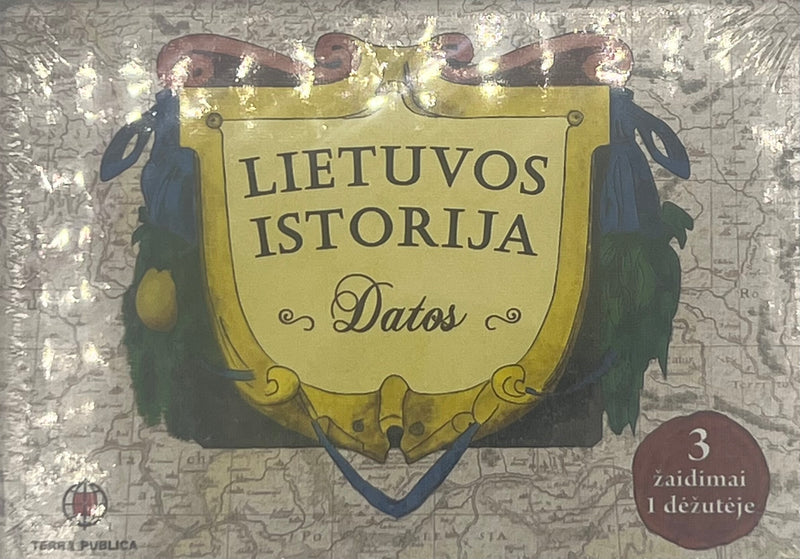 LIETUVOS
ISTORIJA
Datos
3
žaidimai
1 dėžutėje
TERRA PUBLICA